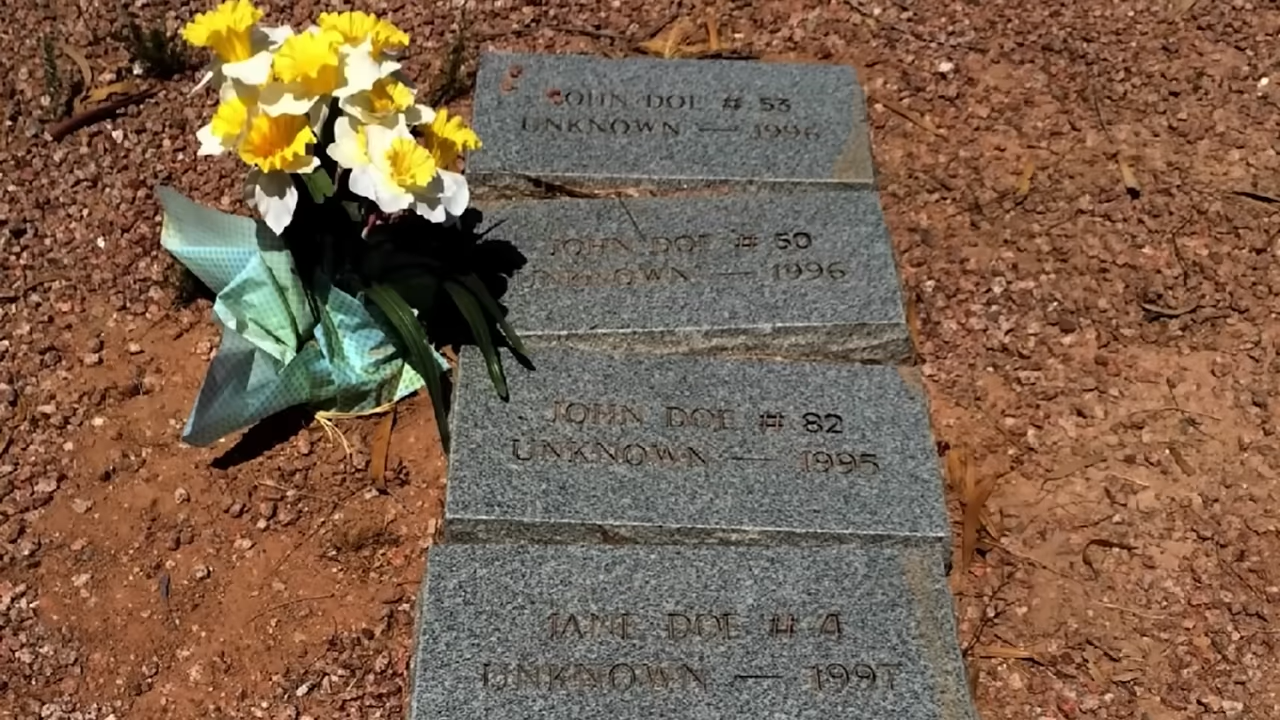 JOHN DOE # 53
UNKNOWN — 1996
JOHN DOE # 50
UNKNOWN — 1996
JOHN DOE # 82
UNKNOWN — 1995
JANE DOE # 4
UNKNOWN — 1997